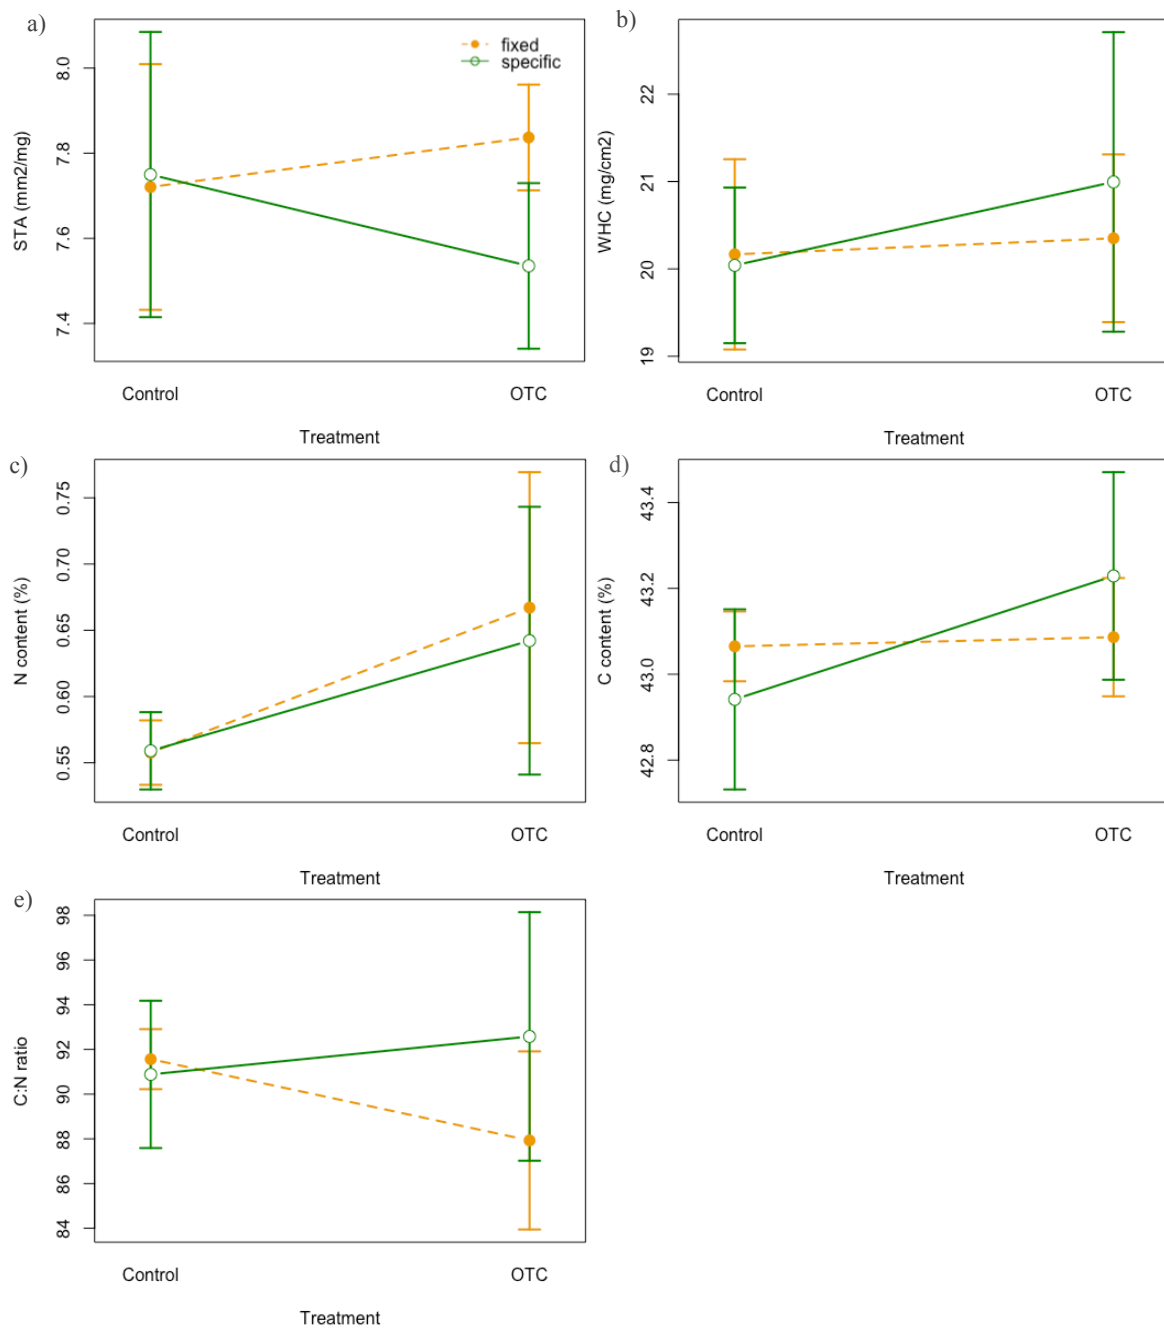 a)
fixed
specific
STA (mm2/mg)
8.0
7.8
7.6
7.4
Control
OTC
Treatment
b)
WHC (mg/cm2)
22
21
20
19
Control
OTC
Treatment
c)
N content (%)
0.75
0.70
0.65
0.60
0.55
Control
OTC
Treatment
d)
C content (%)
43.4
43.2
43.0
42.8
Control
OTC
Treatment
e)
C:N ratio
98
96
94
92
90
88
86
84
Control
OTC
Treatment